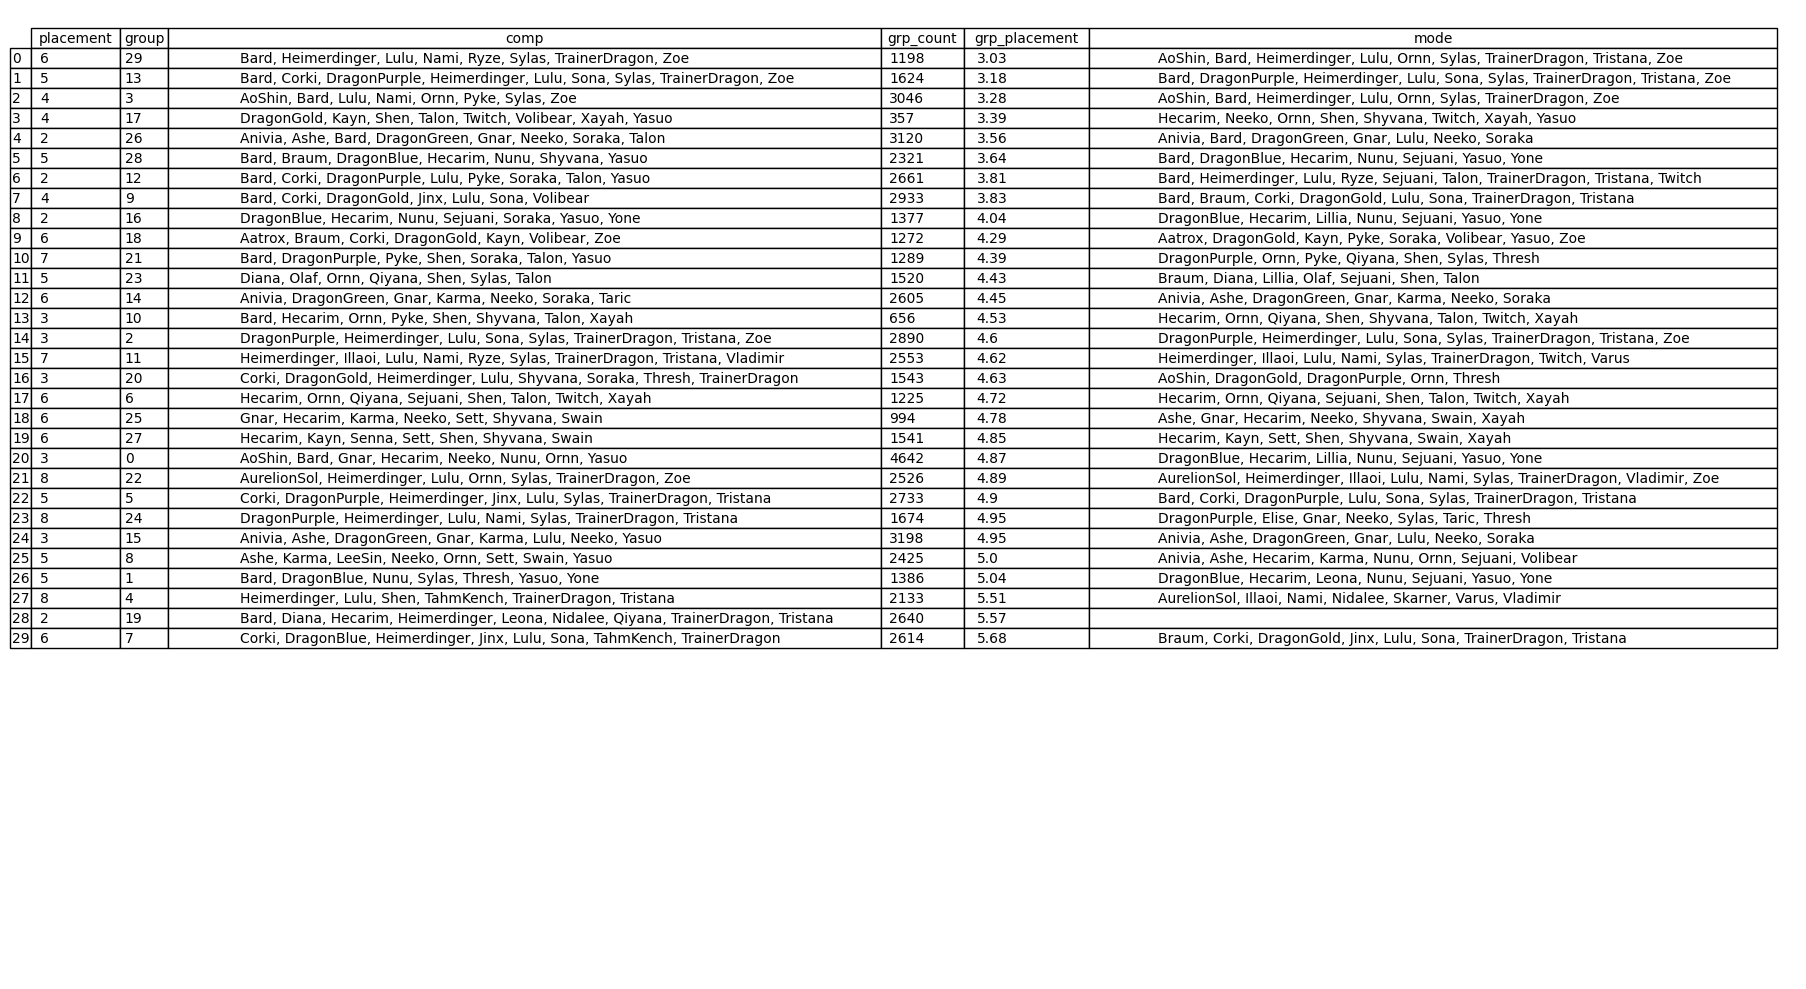 placement group comp grp_count grp_placement mode
0 6 29 Bard, Heimerdinger, Lulu, Nami, Ryze, Sylas, TrainerDragon, Zoe 1198 3.03 AoShin, Bard, Heimerdinger, Lulu, Ornn, Sylas, TrainerDragon, Tristana, Zoe
1 5 13 Bard, Corki, DragonPurple, Heimerdinger, Lulu, Sona, Sylas, TrainerDragon, Zoe 1624 3.18 Bard, DragonPurple, Heimerdinger, Lulu, Sona, Sylas, TrainerDragon, Tristana, Zoe
2 4 3 AoShin, Bard, Lulu, Nami, Ornn, Pyke, Sylas, Zoe 3046 3.28 AoShin, Bard, Heimerdinger, Lulu, Ornn, Sylas, TrainerDragon, Zoe
3 4 17 DragonGold, Kayn, Shen, Talon, Twitch, Volibear, Xayah, Yasuo 357 3.39 Hecarim, Neeko, Ornn, Shen, Shyvana, Twitch, Xayah, Yasuo
4 2 26 Anivia, Ashe, Bard, DragonGreen, Gnar, Neeko, Soraka, Talon 3120 3.56 Anivia, Bard, DragonGreen, Gnar, Lulu, Neeko, Soraka
5 5 28 Bard, Braum, DragonBlue, Hecarim, Nunu, Shyvana, Yasuo 2321 3.64 Bard, DragonBlue, Hecarim, Nunu, Sejuani, Yasuo, Yone
6 2 12 Bard, Corki, DragonPurple, Lulu, Pyke, Soraka, Talon, Yasuo 2661 3.81 Bard, Heimerdinger, Lulu, Ryze, Sejuani, Talon, TrainerDragon, Tristana, Twitch
7 4 9 Bard, Corki, DragonGold, Jinx, Lulu, Sona, Volibear 2933 3.83 Bard, Braum, Corki, DragonGold, Lulu, Sona, TrainerDragon, Tristana
8 2 16 DragonBlue, Hecarim, Nunu, Sejuani, Soraka, Yasuo, Yone 1377 4.04 DragonBlue, Hecarim, Lillia, Nunu, Sejuani, Yasuo, Yone
9 6 18 Aatrox, Braum, Corki, DragonGold, Kayn, Volibear, Zoe 1272 4.29 Aatrox, DragonGold, Kayn, Pyke, Soraka, Volibear, Yasuo, Zoe
10 7 21 Bard, DragonPurple, Pyke, Shen, Soraka, Talon, Yasuo 1289 4.39 DragonPurple, Ornn, Pyke, Qiyana, Shen, Sylas, Thresh
11 5 23 Diana, Olaf, Ornn, Qiyana, Shen, Sylas, Talon 1520 4.43 Braum, Diana, Lillia, Olaf, Sejuani, Shen, Talon
12 6 14 Anivia, DragonGreen, Gnar, Karma, Neeko, Soraka, Taric 2605 4.45 Anivia, Ashe, DragonGreen, Gnar, Karma, Neeko, Soraka
13 3 10 Bard, Hecarim, Ornn, Pyke, Shen, Shyvana, Talon, Xayah 656 4.53 Hecarim, Ornn, Qiyana, Shen, Shyvana, Talon, Twitch, Xayah
14 3 2 DragonPurple, Heimerdinger, Lulu, Sona, Sylas, TrainerDragon, Tristana, Zoe 2890 4.6 DragonPurple, Heimerdinger, Lulu, Sona, Sylas, TrainerDragon, Tristana, Zoe
15 7 11 Heimerdinger, Illaoi, Lulu, Nami, Ryze, Sylas, TrainerDragon, Tristana, Vladimir 2553 4.62 Heimerdinger, Illaoi, Lulu, Nami, Sylas, TrainerDragon, Twitch, Varus
16 3 20 Corki, DragonGold, Heimerdinger, Lulu, Shyvana, Soraka, Thresh, TrainerDragon 1543 4.63 AoShin, DragonGold, DragonPurple, Ornn, Thresh
17 6 6 Hecarim, Ornn, Qiyana, Sejuani, Shen, Talon, Twitch, Xayah 1225 4.72 Hecarim, Ornn, Qiyana, Sejuani, Shen, Talon, Twitch, Xayah
18 6 25 Gnar, Hecarim, Karma, Neeko, Sett, Shyvana, Swain 994 4.78 Ashe, Gnar, Hecarim, Neeko, Shyvana, Swain, Xayah
19 6 27 Hecarim, Kayn, Senna, Sett, Shen, Shyvana, Swain 1541 4.85 Hecarim, Kayn, Sett, Shen, Shyvana, Swain, Xayah
20 3 0 AoShin, Bard, Gnar, Hecarim, Neeko, Nunu, Ornn, Yasuo 4642 4.87 DragonBlue, Hecarim, Lillia, Nunu, Sejuani, Yasuo, Yone
21 8 22 AurelionSol, Heimerdinger, Lulu, Ornn, Sylas, TrainerDragon, Zoe 2526 4.89 AurelionSol, Heimerdinger, Illaoi, Lulu, Nami, Sylas, TrainerDragon, Vladimir, Zoe
22 5 5 Corki, DragonPurple, Heimerdinger, Jinx, Lulu, Sylas, TrainerDragon, Tristana 2733 4.9 Bard, Corki, DragonPurple, Lulu, Sona, Sylas, TrainerDragon, Tristana
23 8 24 DragonPurple, Heimerdinger, Lulu, Nami, Sylas, TrainerDragon, Tristana 1674 4.95 DragonPurple, Elise, Gnar, Neeko, Sylas, Taric, Thresh
24 3 15 Anivia, Ashe, DragonGreen, Gnar, Karma, Lulu, Neeko, Yasuo 3198 4.95 Anivia, Ashe, DragonGreen, Gnar, Lulu, Neeko, Soraka
25 5 8 Ashe, Karma, LeeSin, Neeko, Ornn, Sett, Swain, Yasuo 2425 5.0 Anivia, Ashe, Hecarim, Karma, Nunu, Ornn, Sejuani, Volibear
26 5 1 Bard, DragonBlue, Nunu, Sylas, Thresh, Yasuo, Yone 1386 5.04 DragonBlue, Hecarim, Leona, Nunu, Sejuani, Yasuo, Yone
27 8 4 Heimerdinger, Lulu, Shen, TahmKench, TrainerDragon, Tristana 2133 5.51 AurelionSol, Illaoi, Nami, Nidalee, Skarner, Varus, Vladimir
28 2 19 Bard, Diana, Hecarim, Heimerdinger, Leona, Nidalee, Qiyana, TrainerDragon, Tristana 2640 5.57
29 6 7 Corki, DragonBlue, Heimerdinger, Jinx, Lulu, Sona, TahmKench, TrainerDragon 2614 5.68 Braum, Corki, DragonGold, Jinx, Lulu, Sona, TrainerDragon, Tristana